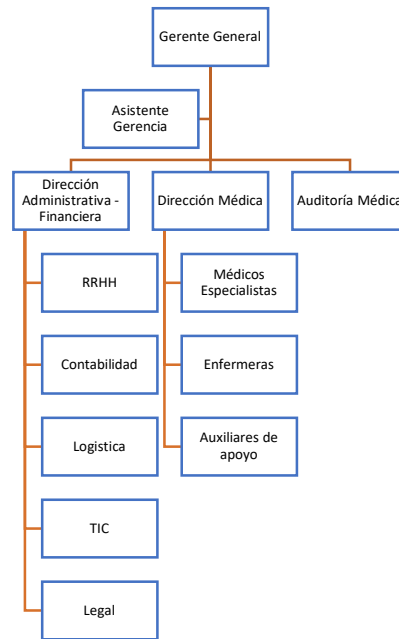 Gerente General
Asistente
Gerencia
Dirección
Administrativa -
Financiera
Dirección Médica
Auditoría Médica
RRHH
Médicos
Especialistas
Contabilidad
Enfermeras
Logistica
Auxiliares de
apoyo
TIC
Legal